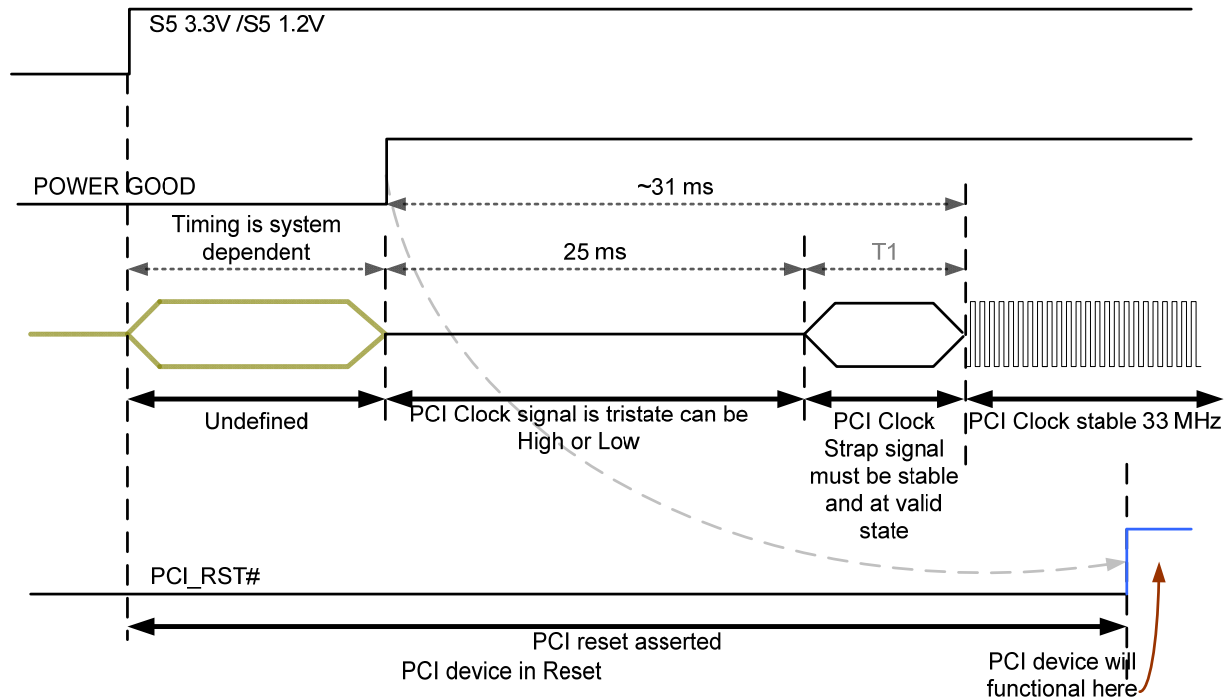 S5 3.3V /S5 1.2V
POWER GOOD
~31 ms
Timing is system
dependent
25 ms
T1
Undefined
PCI Clock signal is tristate can be
High or Low
PCI Clock
Strap signal
must be stable
and at valid
state
PCI Clock stable 33 MHz
PCI_RST#
PCI reset asserted
PCI device in Reset
PCI device will
functional here